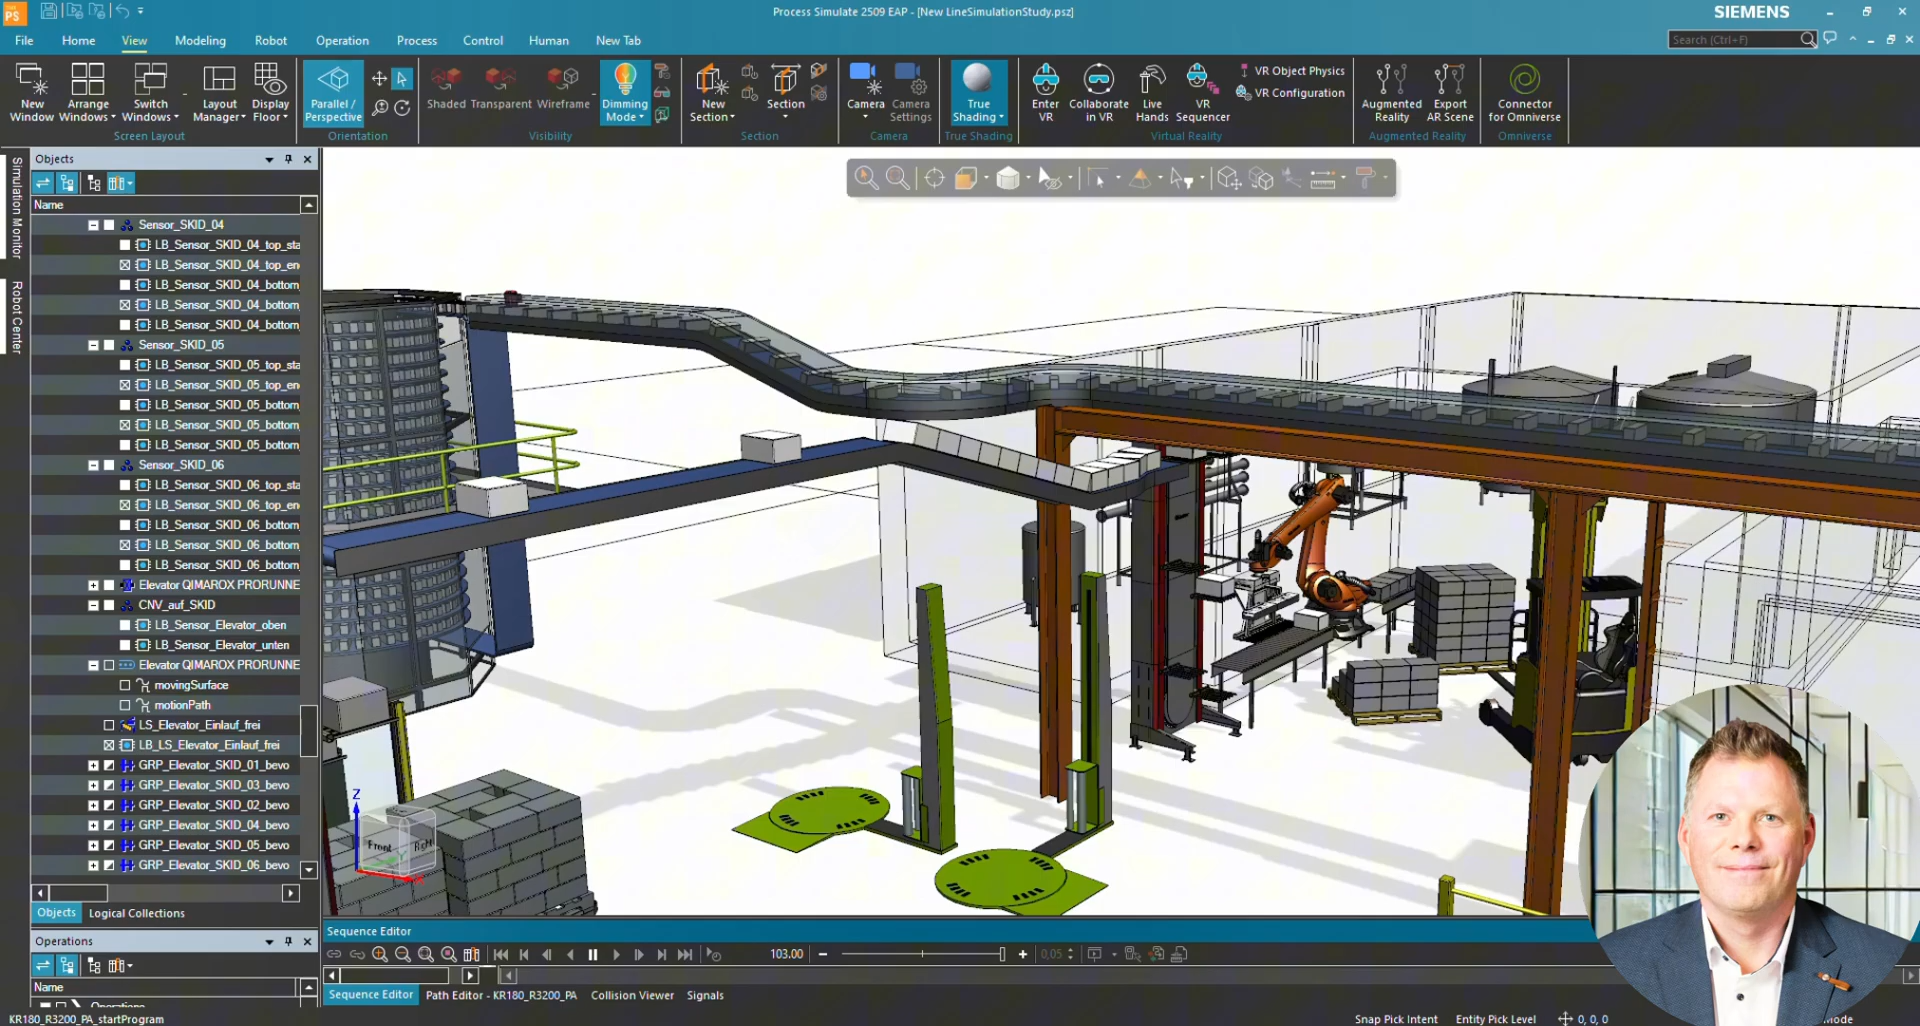 Process Simulate 2509 EAP - [New LineSimulationStudy.psz]
SIEMENS
PS
File Home View Modeling Robot Operation Process Control Human New Tab
Search (Ctrl+F)
New Window
Arrange Windows
Switch Windows
Layout Manager
Display Floor
Screen Layout
Parallel / Perspective
Orientation
Shaded Transparent Wireframe
Dimming Mode
Visibility
New Section
Section
Section
Camera
Camera Settings
Camera
True Shading
True Shading
Enter VR
Collaborate in VR
Live Hands
VR Sequencer
VR Object Physics
VR Configuration
Virtual Reality
Augmented Reality
Export AR Scene
Augmented Reality
Connector for Omniverse
Omniverse
Simulation Monitor
Robot Center
Objects
Name
Sensor_SKID_04
LB_Sensor_SKID_04_top_sta
LB_Sensor_SKID_04_top_en
LB_Sensor_SKID_04_bottom
LB_Sensor_SKID_04_bottom
LB_Sensor_SKID_04_bottom
Sensor_SKID_05
LB_Sensor_SKID_05_top_sta
LB_Sensor_SKID_05_top_en
LB_Sensor_SKID_05_bottom
LB_Sensor_SKID_05_bottom
LB_Sensor_SKID_05_bottom
Sensor_SKID_06
LB_Sensor_SKID_06_top_sta
LB_Sensor_SKID_06_top_en
LB_Sensor_SKID_06_bottom
LB_Sensor_SKID_06_bottom
LB_Sensor_SKID_06_bottom
Elevator QIMAROX PRORUNNE
CNV_auf_SKID
LB_Sensor_Elevator_oben
LB_Sensor_Elevator_unten
Elevator QIMAROX PRORUNNE
movingSurface
motionPath
LS_Elevator_Einlauf_frei
LB_LS_Elevator_Einlauf_frei
GRP_Elevator_SKID_01_bevo
GRP_Elevator_SKID_03_bevo
GRP_Elevator_SKID_02_bevo
GRP_Elevator_SKID_04_bevo
GRP_Elevator_SKID_05_bevo
GRP_Elevator_SKID_06_bevo
Objects Logical Collections
Operations
Name
Operations
Z
Front
Right
Sequence Editor
103.00
0,05
Sequence Editor Path Editor - KR180_R3200_PA Collision Viewer Signals
KR180_R3200_PA_startProgram
Snap Pick Intent Entity Pick Level 0, 0, 0